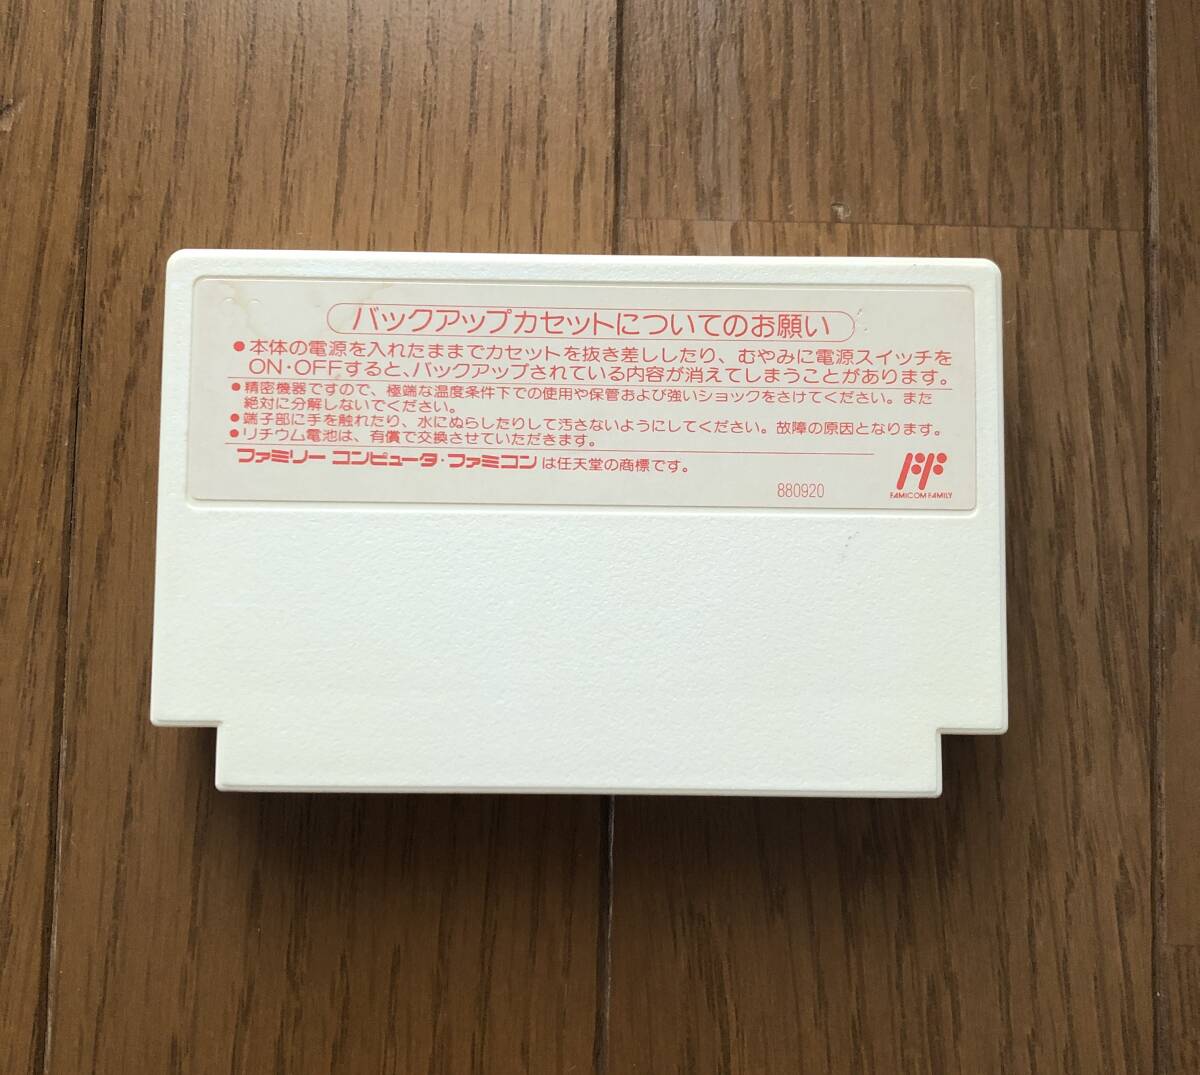 バックアップカセットについてのお願い
●本体の電源を入れたままでカセットを抜き差ししたり、むやみに電源スイッチを
ON・OFFすると、バックアップされている内容が消えてしまうことがあります。
●精密機器ですので、極端な温度条件下での使用や保管および強いショックをさけてください。また
絶対に分解しないでください。
●端子部に手を触れたり、水にぬらしたりして汚さないようにしてください。故障の原因となります。
●リチウム電池は、有償で交換させていただきます。
ファミリーコンピュータ・ファミコンは任天堂の商標です。
880920
FAMICOM FAMILY